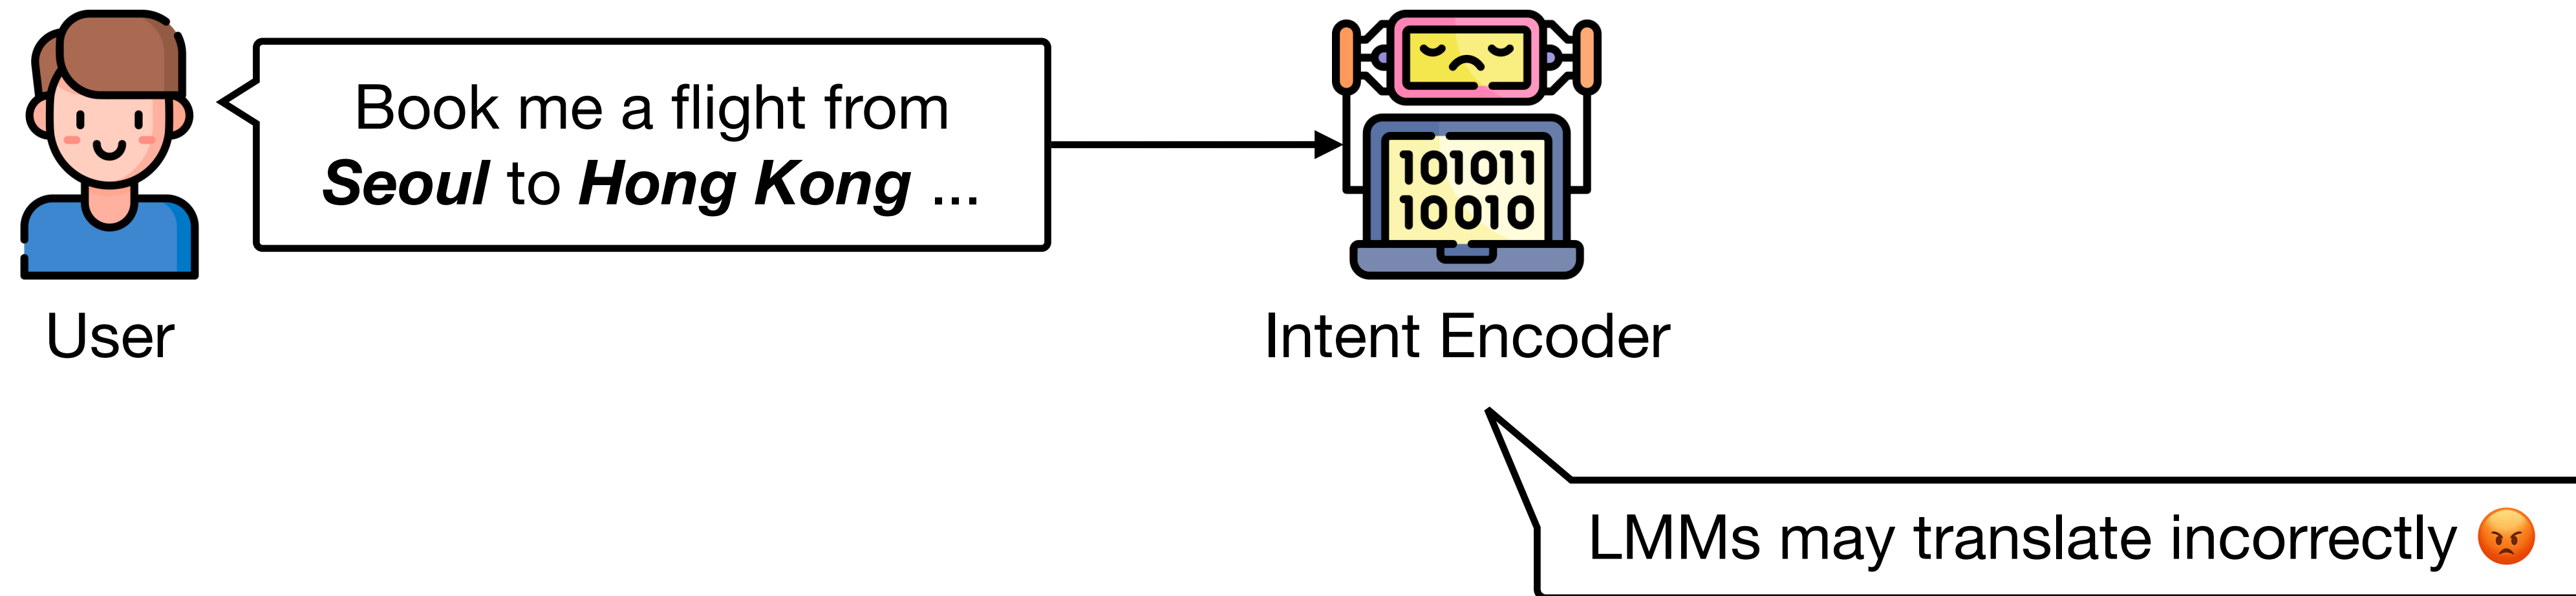 Book me a flight from
Seoul to Hong Kong ...
101011
10010
User
Intent Encoder
LMMs may translate incorrectly 😡